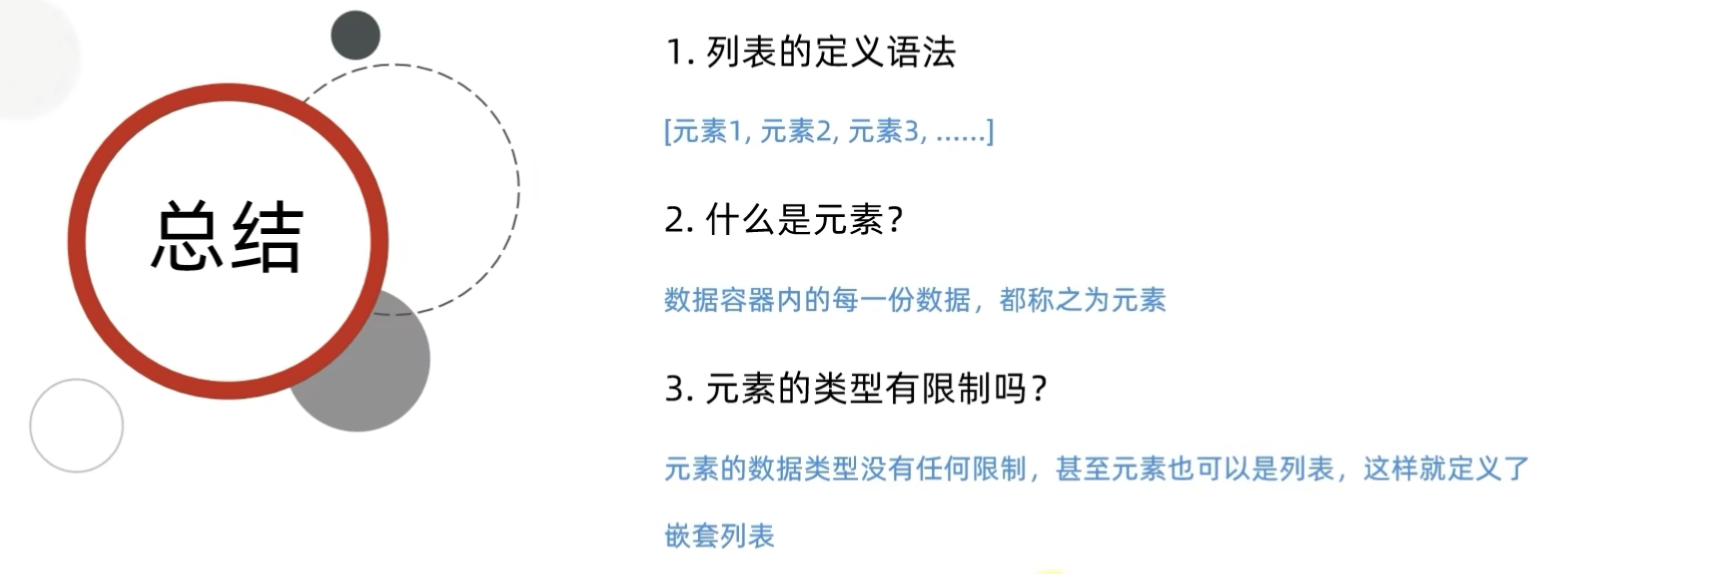 总结
1. 列表的定义语法
[元素1, 元素2, 元素3, ......]
2. 什么是元素?
数据容器内的每一份数据，都称之为元素
3. 元素的类型有限制吗?
元素的数据类型没有任何限制，甚至元素也可以是列表，这样就定义了
嵌套列表